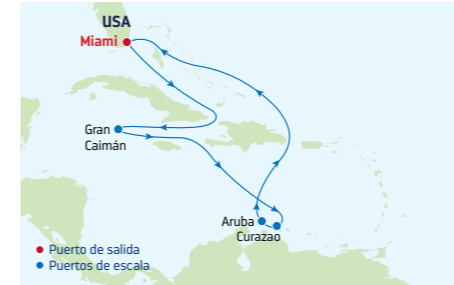 USA
Miami
Gran
Caimán
Aruba
Curazao
Puerto de salida
Puertos de escala